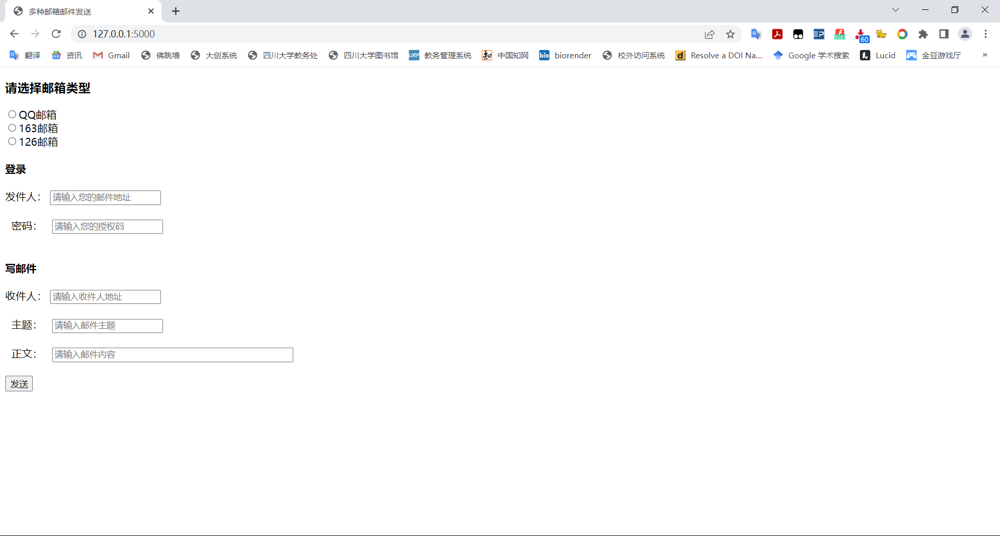 多种邮箱邮件发送
127.0.0.1:5000
2021
60
翻译 资讯 Gmail 佛跳墙 大创系统 四川大学教务处 四川大学图书馆 URP 教务管理系统 知 中国知网 bio biorender 校外访问系统 d Resolve a DOI Na... Google 学术搜索 Lucid 金豆游戏厅 »
请选择邮箱类型
QQ邮箱
163邮箱
126邮箱
登录
发件人： 请输入您的邮件地址
密码： 请输入您的授权码
写邮件
收件人： 请输入收件人地址
主题： 请输入邮件主题
正文： 请输入邮件内容
发送